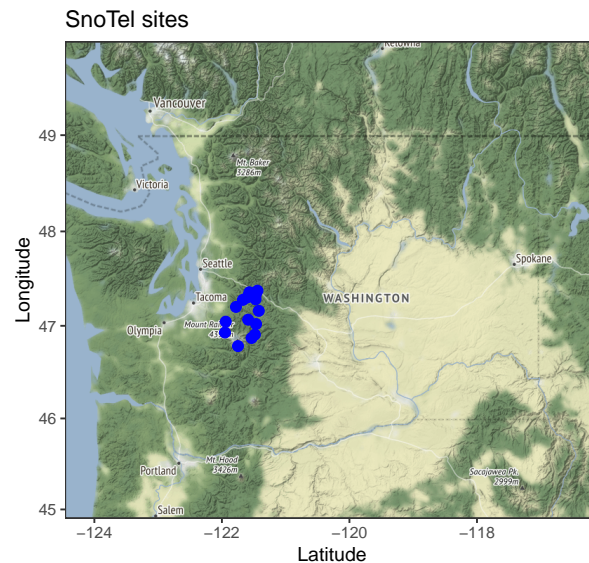 SnoTel sites
Kelowna
Vancouver
49
Mt. Baker
3286m
Victoria
48
Seattle
Spokane
Tacoma
WASHINGTON
Longitude
47
Olympia
46
Mt. Hood
3426m
Portland
Sacajawea Pk.
2999m
45
Salem
−124
−122
−120
−118
Latitude